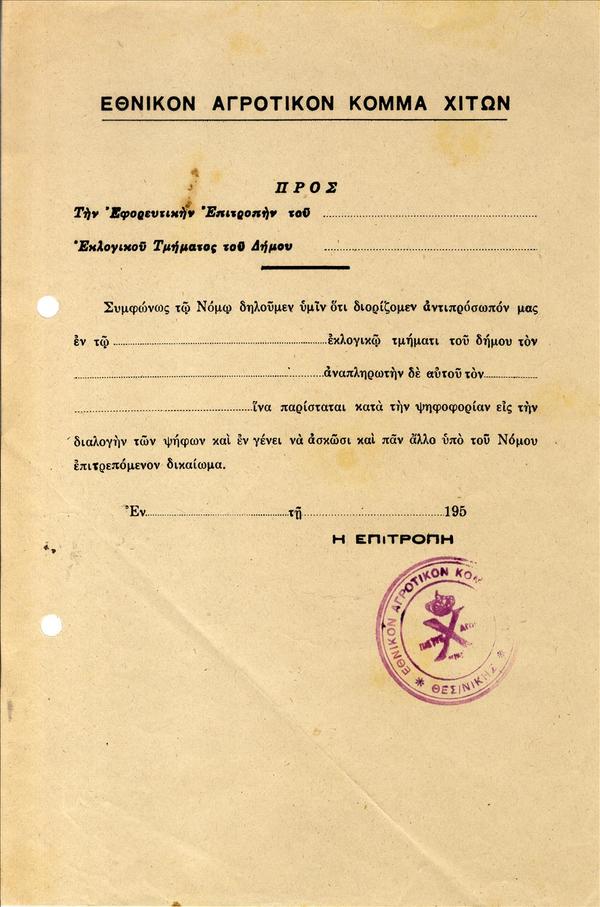 ΕΘΝΙΚΟΝ ΑΓΡΟΤΙΚΟΝ ΚΟΜΜΑ ΧΙΤΩΝ
ΠΡΟΣ
Τὴν Ἐφορευτικὴν Ἐπιτροπὴν τοῦ ........................
Ἐκλογικοῦ Τμήματος τοῦ Δήμου ........................
Συμφώνως τῷ Νόμῳ δηλοῦμεν ὑμῖν ὅτι διορίζομεν ἀντιπρόσωπόν μας
ἐν τῷ ........................ ἐκλογικῷ τμήματι τοῦ δήμου τὸν
........................ ἀναπληρωτὴν δὲ αὐτοῦ τὸν ............
........................ ἵνα παρίσταται κατὰ τὴν ψηφοφορίαν εἰς τὴν
διαλογὴν τῶν ψήφων καὶ ἐν γένει νὰ ἀσκῶσι καὶ πᾶν ἄλλο ὑπὸ τοῦ Νόμου
ἐπιτρεπόμενον δικαίωμα.
Ἐν ........................ τῇ ........................ 195
Η ΕΠΙΤΡΟΠΗ
ΕΘΝΙΚΟΝ ΑΓΡΟΤΙΚΟΝ ΚΟΜ
Χ
* ΘΕΣ]ΝΙΚΗΣ *